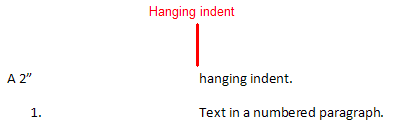 Hanging indent
A 2” hanging indent.
1. Text in a numbered paragraph.